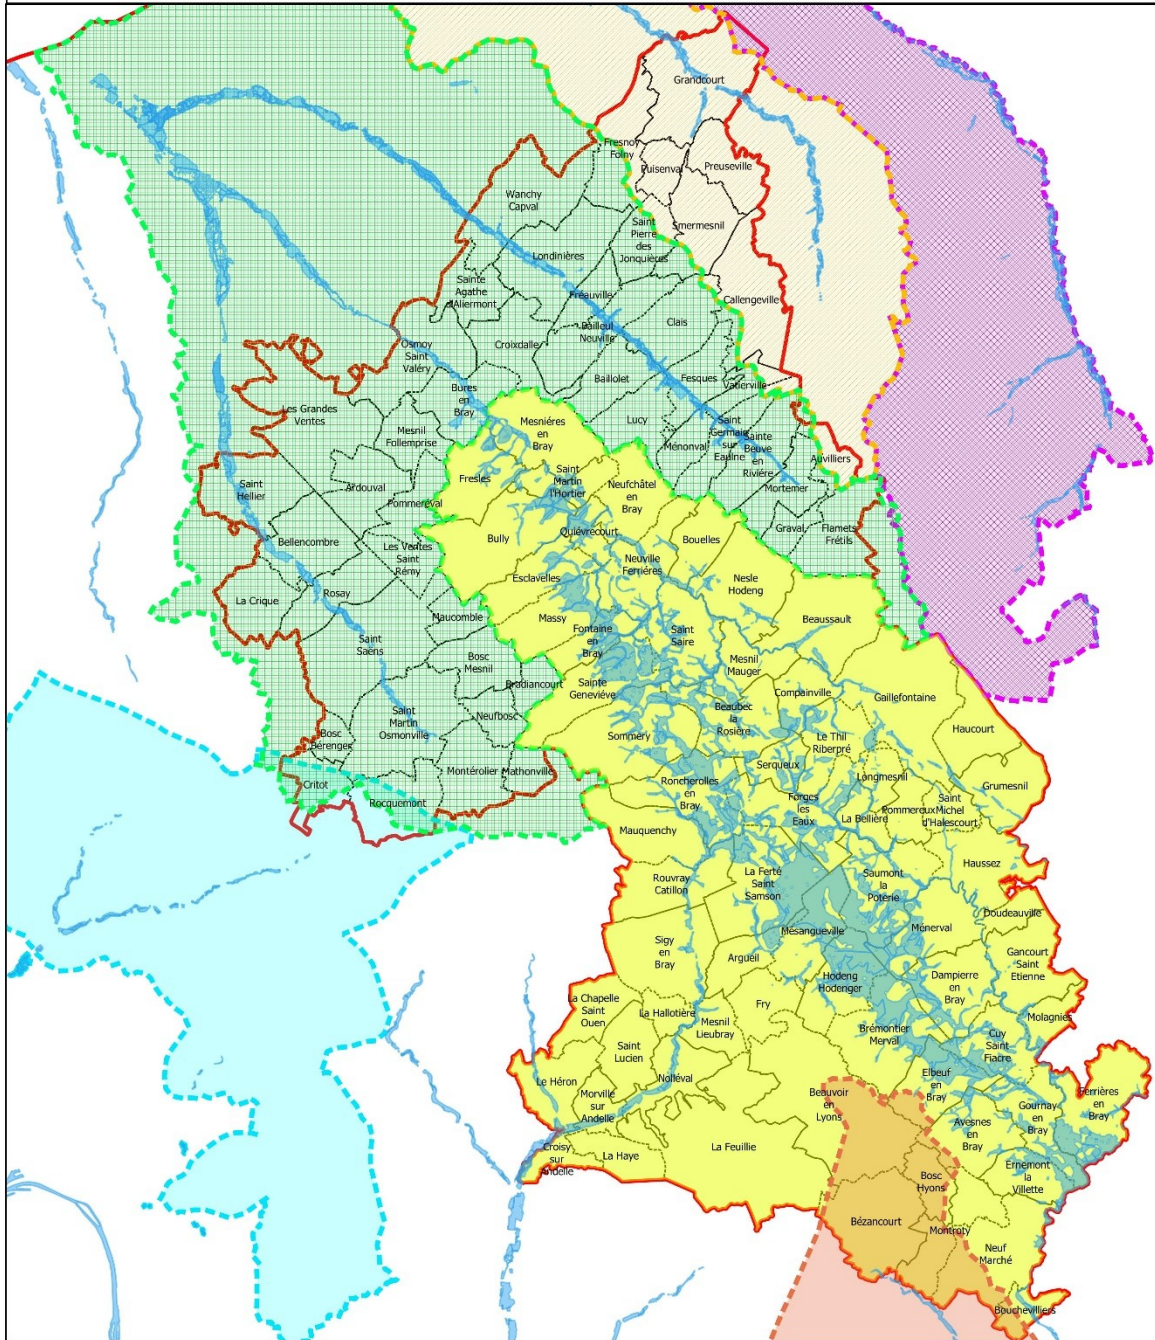 Grandcourt
Fresnoy
Folny
Puisenval
Preuseville
Wanchy
Capval
Smermesnil
Saint
Pierre
des
Jonquières
Londinières
Sainte
Agathe
d'Aliermont
Fréauville
Callengeville
Bailleul
Neuville
Clais
Osmoy
Saint
Valéry
Croixdalle
Bures
en
Bray
Baillolet
Fesques
Vatierville
Les Grandes
Ventes
Mesnil
Follemprise
Mesnières
en
Bray
Lucy
Ménonval
Saint
Germain
sur
Eaulne
Sainte
Beuve
en
Rivière
Auvilliers
Saint
Hellier
Ardouval
Pommeréval
Fresles
Saint
Martin
l'Hortier
Neufchâtel
en
Bray
Mortemer
Graval
Flamets
Frétils
Bellencombre
Les Ventes
Saint
Rémy
Bully
Quiévrecourt
Bouelles
Neuville
Ferrières
Nesle
Hodeng
La Crique
Rosay
Esclavelles
Maucomble
Massy
Beaussault
Saint
Saëns
Fontaine
en
Bray
Saint
Saire
Bosc
Mesnil
Mesnil
Mauger
Bradiancourt
Sainte
Geneviève
Compainville
Gaillefontaine
Saint
Martin
Osmonville
Neufbosc
Beaubec
la
Rosière
Haucourt
Bosc
Bérenger
Sommery
Le Thil
Riberpré
Serqueux
Critot
Montérolier
Mathonville
Roncherolles
en
Bray
Longmesnil
Grumesnil
Rocquemont
Forges
les
Eaux
Pommereux
Saint
Michel
d'Halescourt
La Bellière
Mauquenchy
Haussez
Rouvray
Catillon
La Ferté
Saint
Samson
Saumont
la
Poterie
Doudeauville
Mésangueville
Ménerval
Sigy
en
Bray
Argueil
Gancourt
Saint
Etienne
Hodeng
Hodenger
Dampierre
en
Bray
La Chapelle
Saint
Ouen
La Hallotière
Fry
Molagnies
Mesnil
Lieubray
Brémontier
Merval
Cuy
Saint
Fiacre
Saint
Lucien
Le Héron
Nolléval
Elbeuf
en
Bray
Morville
sur
Andelle
Beauvoir
en
Lyons
Ferrières
en
Bray
Gournay
en
Bray
Avesnes
en
Bray
Croisy
sur
Andelle
La Haye
La Feuillie
Bosc
Hyons
Ernemont
la
Villette
Bézancourt
Montroty
Neuf
Marché
Bouchevilliers